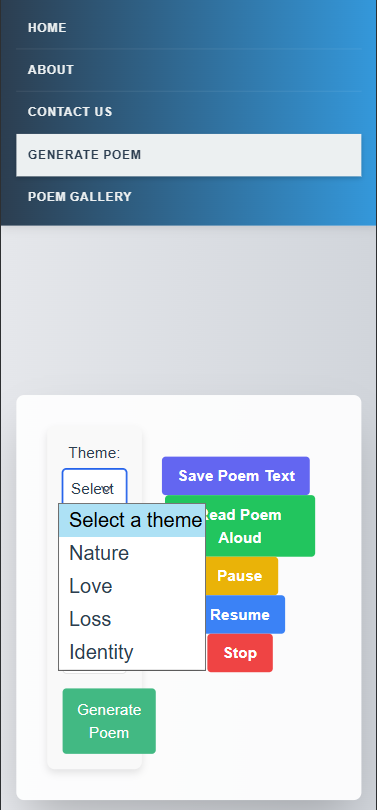 HOME
ABOUT
CONTACT US
GENERATE POEM
POEM GALLERY
Theme:
Select
Select a theme
Nature
Love
Loss
Identity
Save Poem Text
Read Poem
Aloud
Pause
Resume
Stop
Generate
Poem